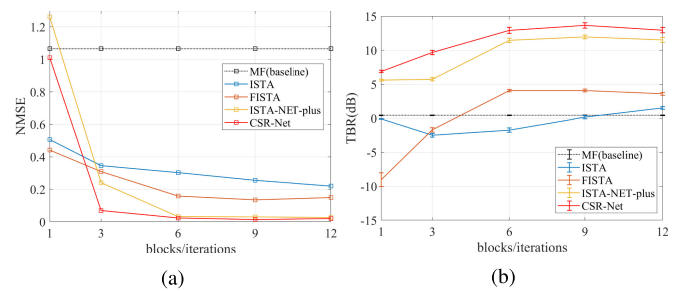 1.2
1
0.8
0.6
0.4
0.2
0
NMSE
MF(baseline)
ISTA
FISTA
ISTA-NET-plus
CSR-Net
1 3 6 9 12
blocks/iterations
(a)
15
10
5
0
-5
-10
-15
TBR(dB)
MF(baseline)
ISTA
FISTA
ISTA-NET-plus
CSR-Net
1 3 6 9 12
blocks/iterations
(b)